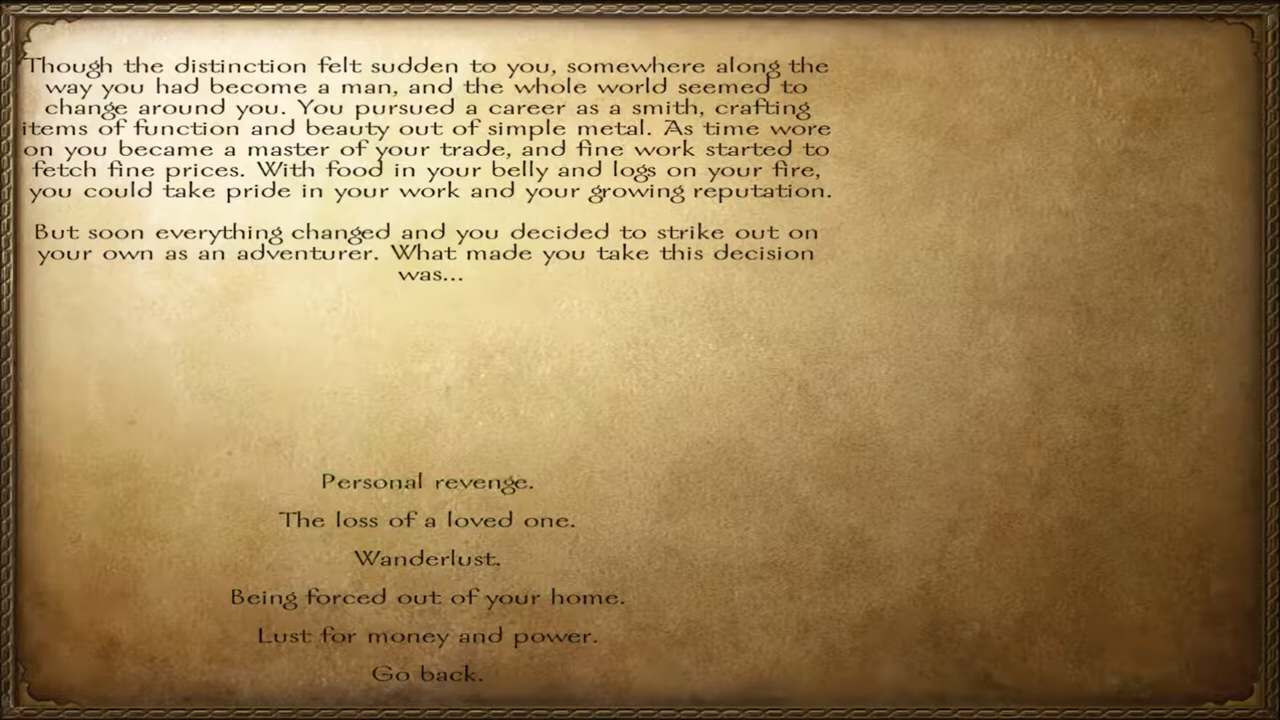 Though the distinction felt sudden to you, somewhere along the
way you had become a man, and the whole world seemed to
change around you. You pursued a career as a smith, crafting
items of function and beauty out of simple metal. As time wore
on you became a master of your trade, and fine work started to
fetch fine prices. With food in your belly and logs on your fire,
you could take pride in your work and your growing reputation.
But soon everything changed and you decided to strike out on
your own as an adventurer. What made you take this decision
was...
Personal revenge.
The loss of a loved one.
Wanderlust.
Being forced out of your home.
Lust for money and power.
Go back.